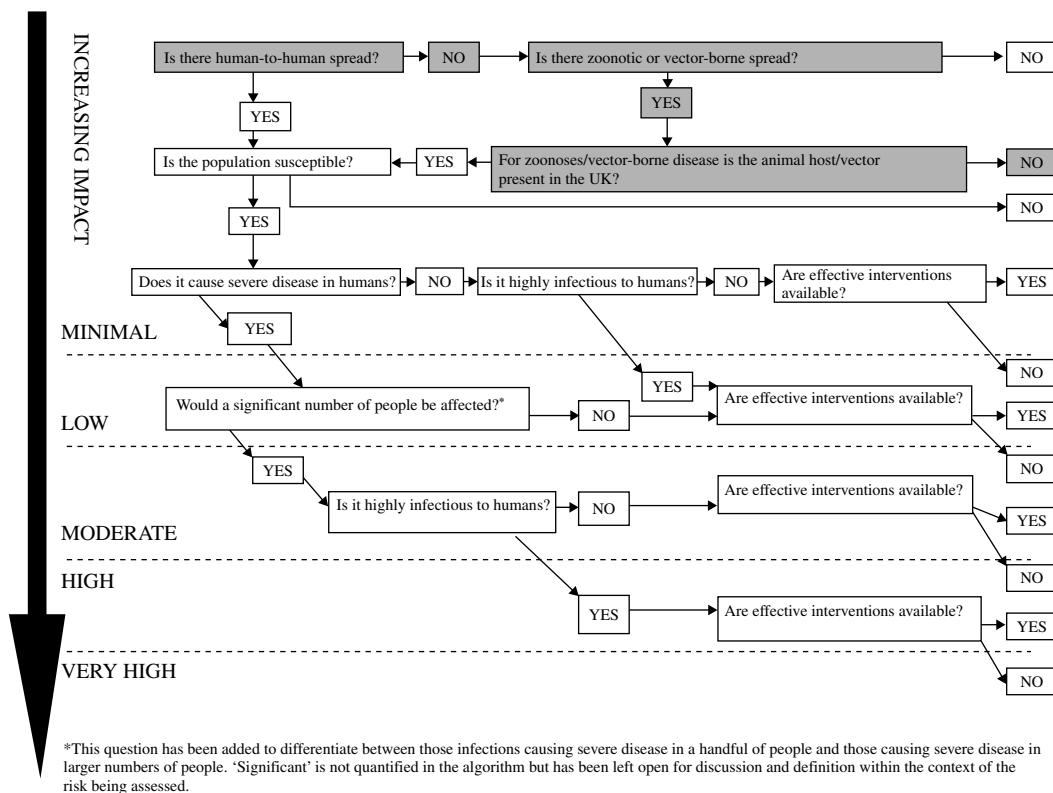 INCREASING IMPACT
Is there human-to-human spread?
NO
Is there zoonotic or vector-borne spread?
NO
YES
YES
Is the population susceptible?
YES
For zoonoses/vector-borne disease is the animal host/vector
present in the UK?
NO
NO
YES
Does it cause severe disease in humans?
NO
Is it highly infectious to humans?
NO
Are effective interventions
available?
YES
YES
MINIMAL
NO
YES
Would a significant number of people be affected?*
NO
Are effective interventions available?
YES
LOW
NO
YES
Is it highly infectious to humans?
NO
Are effective interventions available?
YES
MODERATE
NO
HIGH
YES
Are effective interventions available?
YES
VERY HIGH
NO
*This question has been added to differentiate between those infections causing severe disease in a handful of people and those causing severe disease in
larger numbers of people. ‘Significant’ is not quantified in the algorithm but has been left open for discussion and definition within the context of the
risk being assessed.